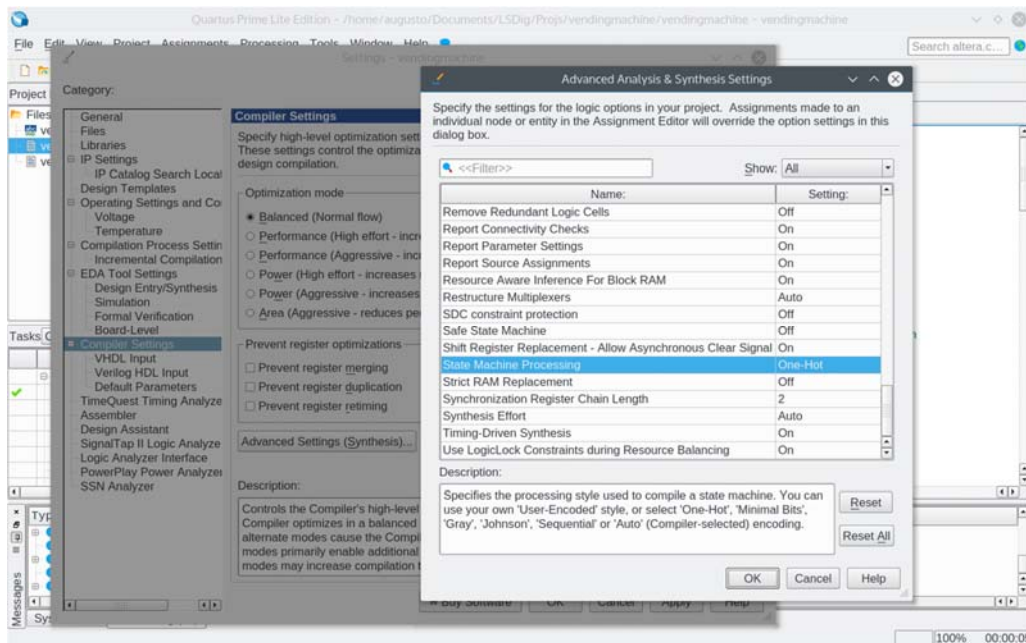 Quartus Prime Lite Edition - /home/augusto/Documents/LSDig/Projs/vendingmachine/vendingmachine - vendingmachine
File Edit View Project Assignments Processing Tools Window Help
Search altera.c...
Settings - vendingmachine
Project
Files
ve
ve
ve
Tasks
Category:
General
Files
Libraries
IP Settings
IP Catalog Search Locat
Design Templates
Operating Settings and Co
Voltage
Temperature
Compilation Process Settin
Incremental Compilation
EDA Tool Settings
Design Entry/Synthesis
Simulation
Formal Verification
Board-Level
Compiler Settings
VHDL Input
Verilog HDL Input
Default Parameters
TimeQuest Timing Analyze
Assembler
Design Assistant
SignalTap II Logic Analyze
Logic Analyzer Interface
PowerPlay Power Analyzer
SSN Analyzer
Compiler Settings
Specify high-level optimization sett
These settings control the optimiza
design compilation.
Optimization mode
Balanced (Normal flow)
Performance (High effort - incre
Performance (Aggressive - inc
Power (High effort - increases
Power (Aggressive - increases
Area (Aggressive - reduces pe
Prevent register optimizations
Prevent register merging
Prevent register duplication
Prevent register retiming
Advanced Settings (Synthesis)...
Description:
Controls the Compiler's high-level
Compiler optimizes in a balanced
alternate modes cause the Compi
modes primarily enable additional
modes may increase compilation t
Buy Software OK Cancel Apply Help
Advanced Analysis & Synthesis Settings
Specify the settings for the logic options in your project. Assignments made to an
individual node or entity in the Assignment Editor will override the option settings in this
dialog box.
<<Filter>> Show: All
Name: Setting:
Remove Redundant Logic Cells Off
Report Connectivity Checks On
Report Parameter Settings On
Report Source Assignments On
Resource Aware Inference For Block RAM On
Restructure Multiplexers Auto
SDC constraint protection Off
Safe State Machine Off
Shift Register Replacement - Allow Asynchronous Clear Signal On
State Machine Processing One-Hot
Strict RAM Replacement Off
Synchronization Register Chain Length 2
Synthesis Effort Auto
Timing-Driven Synthesis On
Use LogicLock Constraints during Resource Balancing On
Description:
Specifies the processing style used to compile a state machine. You can
use your own 'User-Encoded' style, or select 'One-Hot', 'Minimal Bits',
'Gray', 'Johnson', 'Sequential' or 'Auto' (Compiler-selected) encoding.
Reset
Reset All
OK Cancel Help
Typ
Messages
Sys
100% 00:00:0